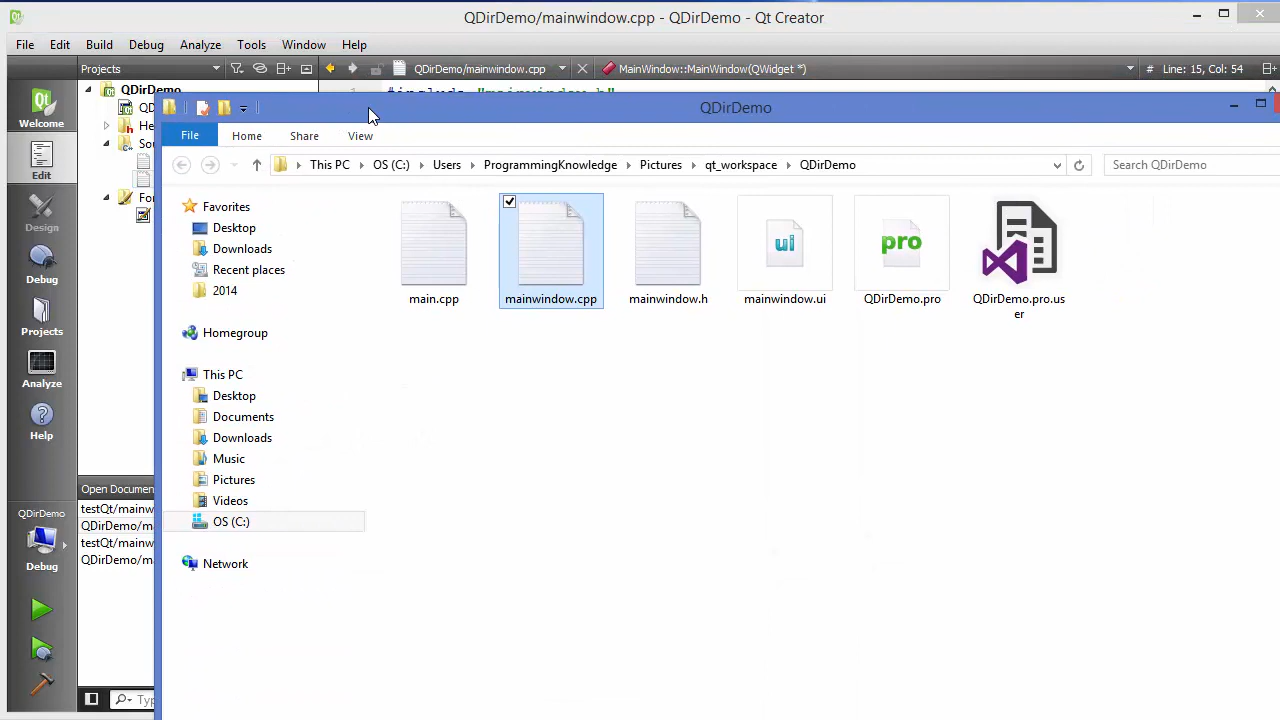 QDirDemo/mainwindow.cpp - QDirDemo - Qt Creator
File Edit Build Debug Analyze Tools Window Help
Projects QDirDemo/mainwindow.cpp MainWindow::MainWindow(QWidget *) # Line: 15, Col: 54
Welcome
Edit
Design
Debug
Projects
Analyze
Help
QDirDemo
Debug
QDirDemo
1
QDirDemo
File Home Share View
This PC OS (C:) Users ProgrammingKnowledge Pictures qt_workspace QDirDemo Search QDirDemo
Favorites
Desktop
Downloads
Recent places
2014
Homegroup
This PC
Desktop
Documents
Downloads
Music
Pictures
Videos
OS (C:)
Network
main.cpp
mainwindow.cpp
mainwindow.h
ui
mainwindow.ui
pro
QDirDemo.pro
QDirDemo.pro.us
er
Open Documen
testQt/mainw
QDirDemo/ma
testQt/mainw
QDirDemo/ma
Typ